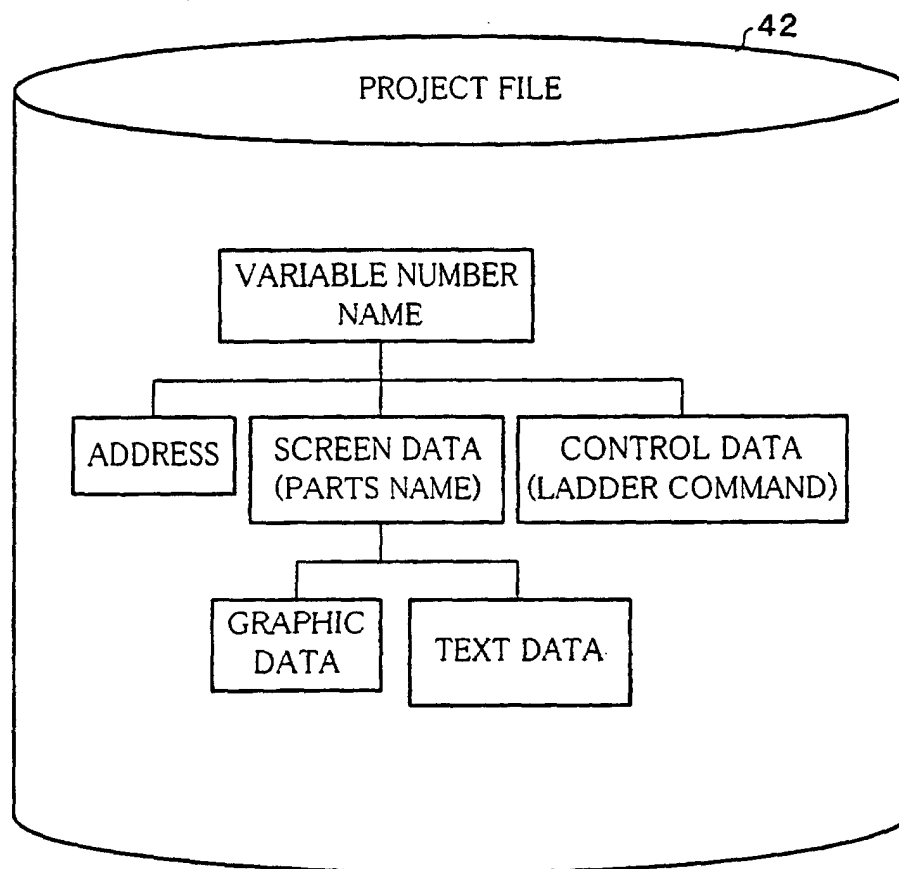 42
PROJECT FILE
VARIABLE NUMBER
NAME
ADDRESS
SCREEN DATA
(PARTS NAME)
CONTROL DATA
(LADDER COMMAND)
GRAPHIC
DATA
TEXT DATA